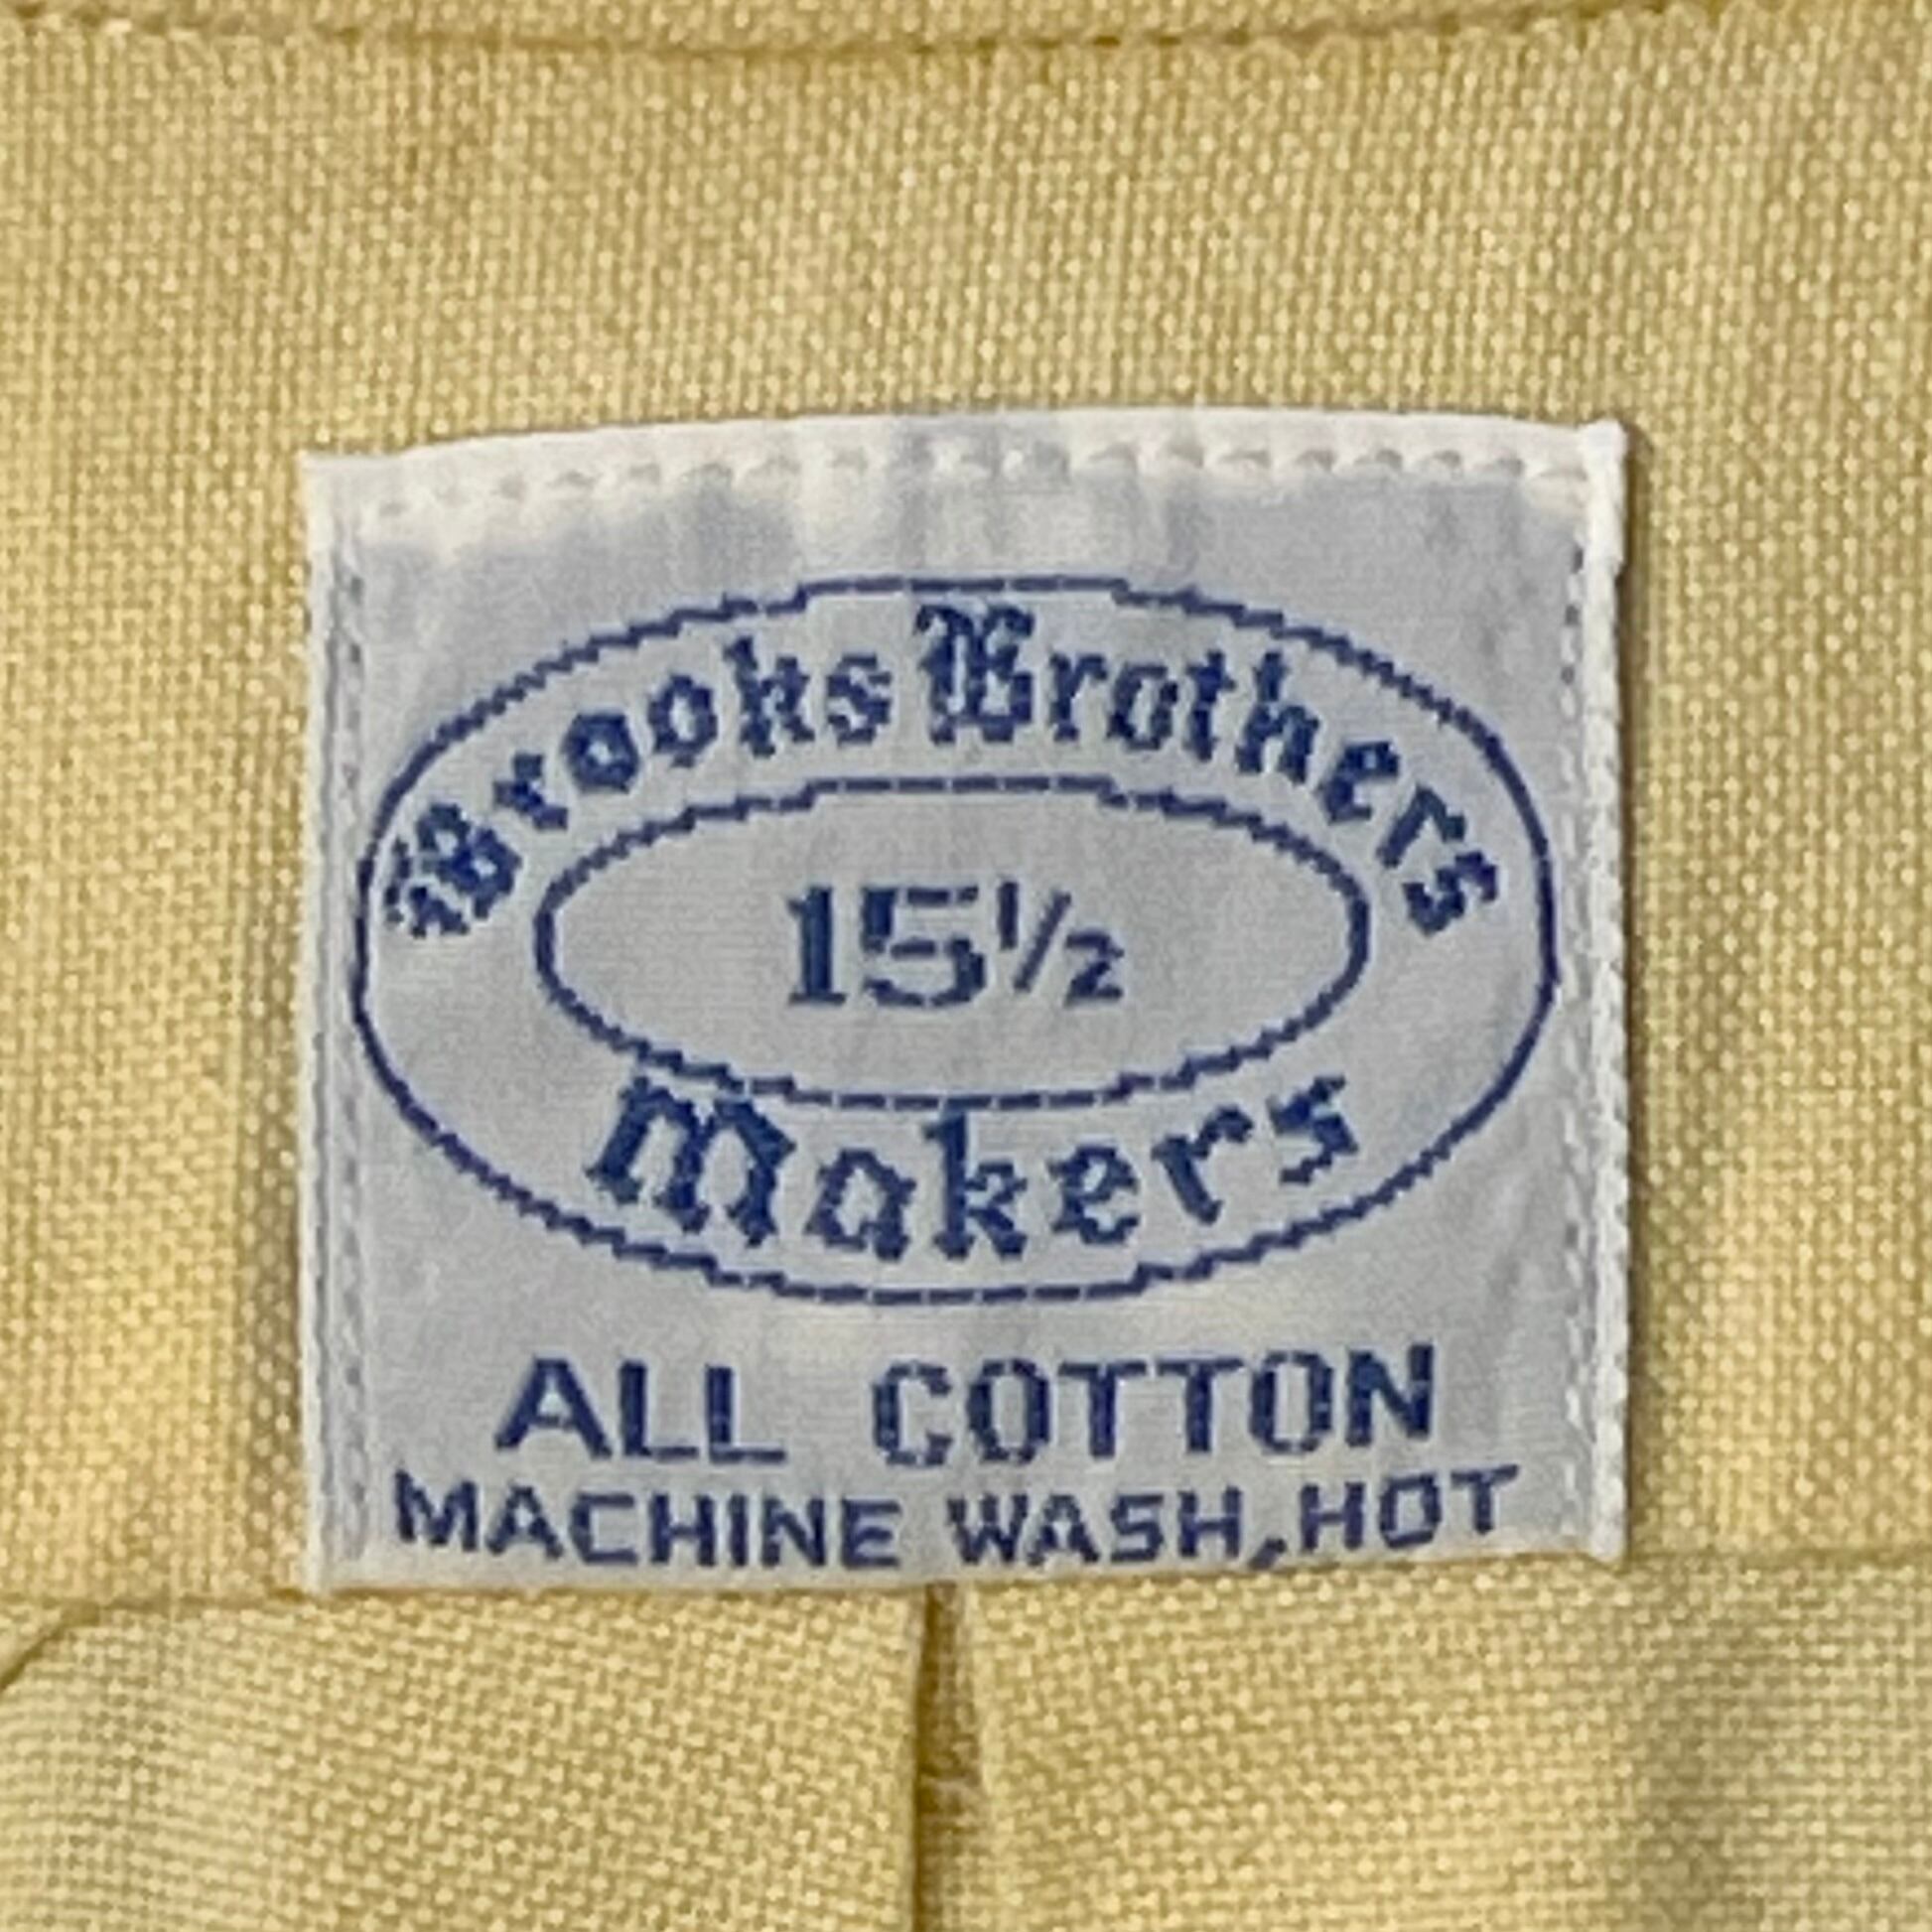 Brooks Brothers
15½
Makers
ALL COTTON
MACHINE WASH, HOT